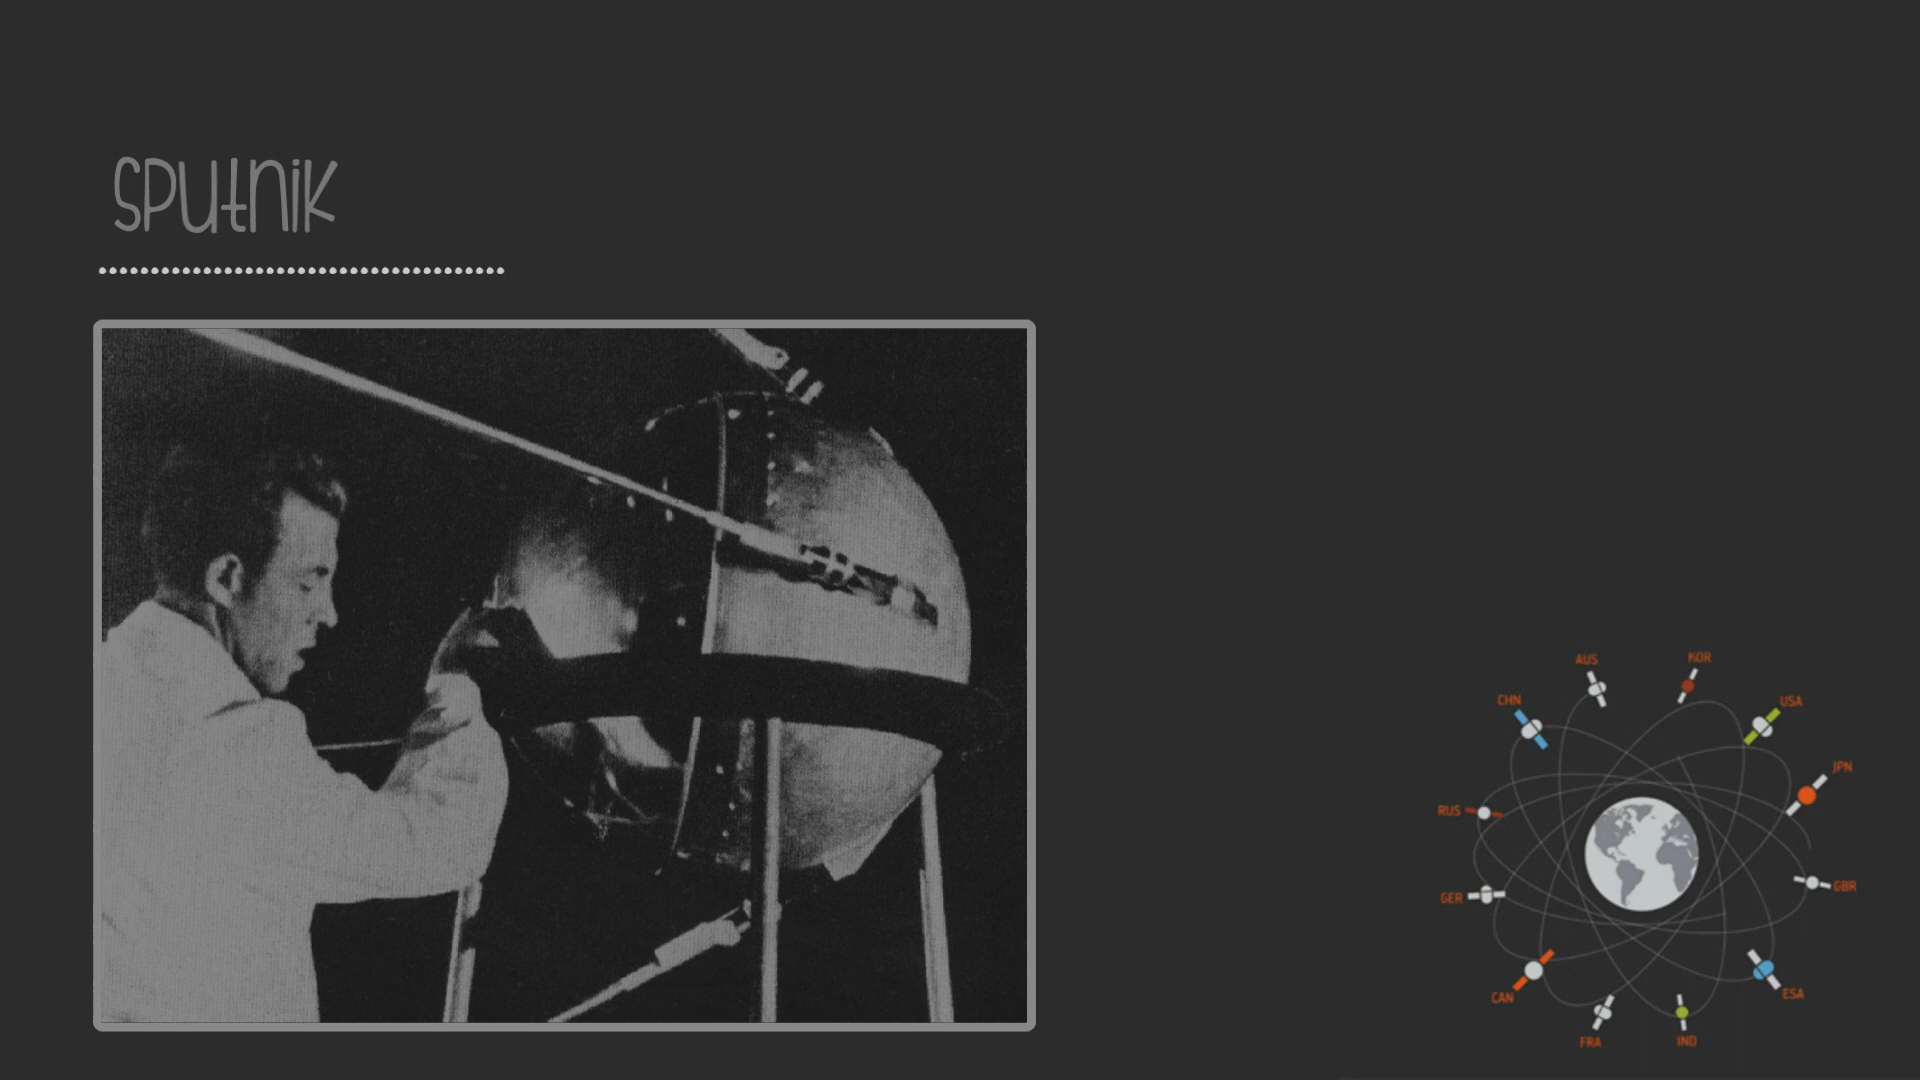 Sputnik
AUS
KOR
CHN
USA
JPN
RUS
GER
GBR
CAN
ESA
FRA
IND